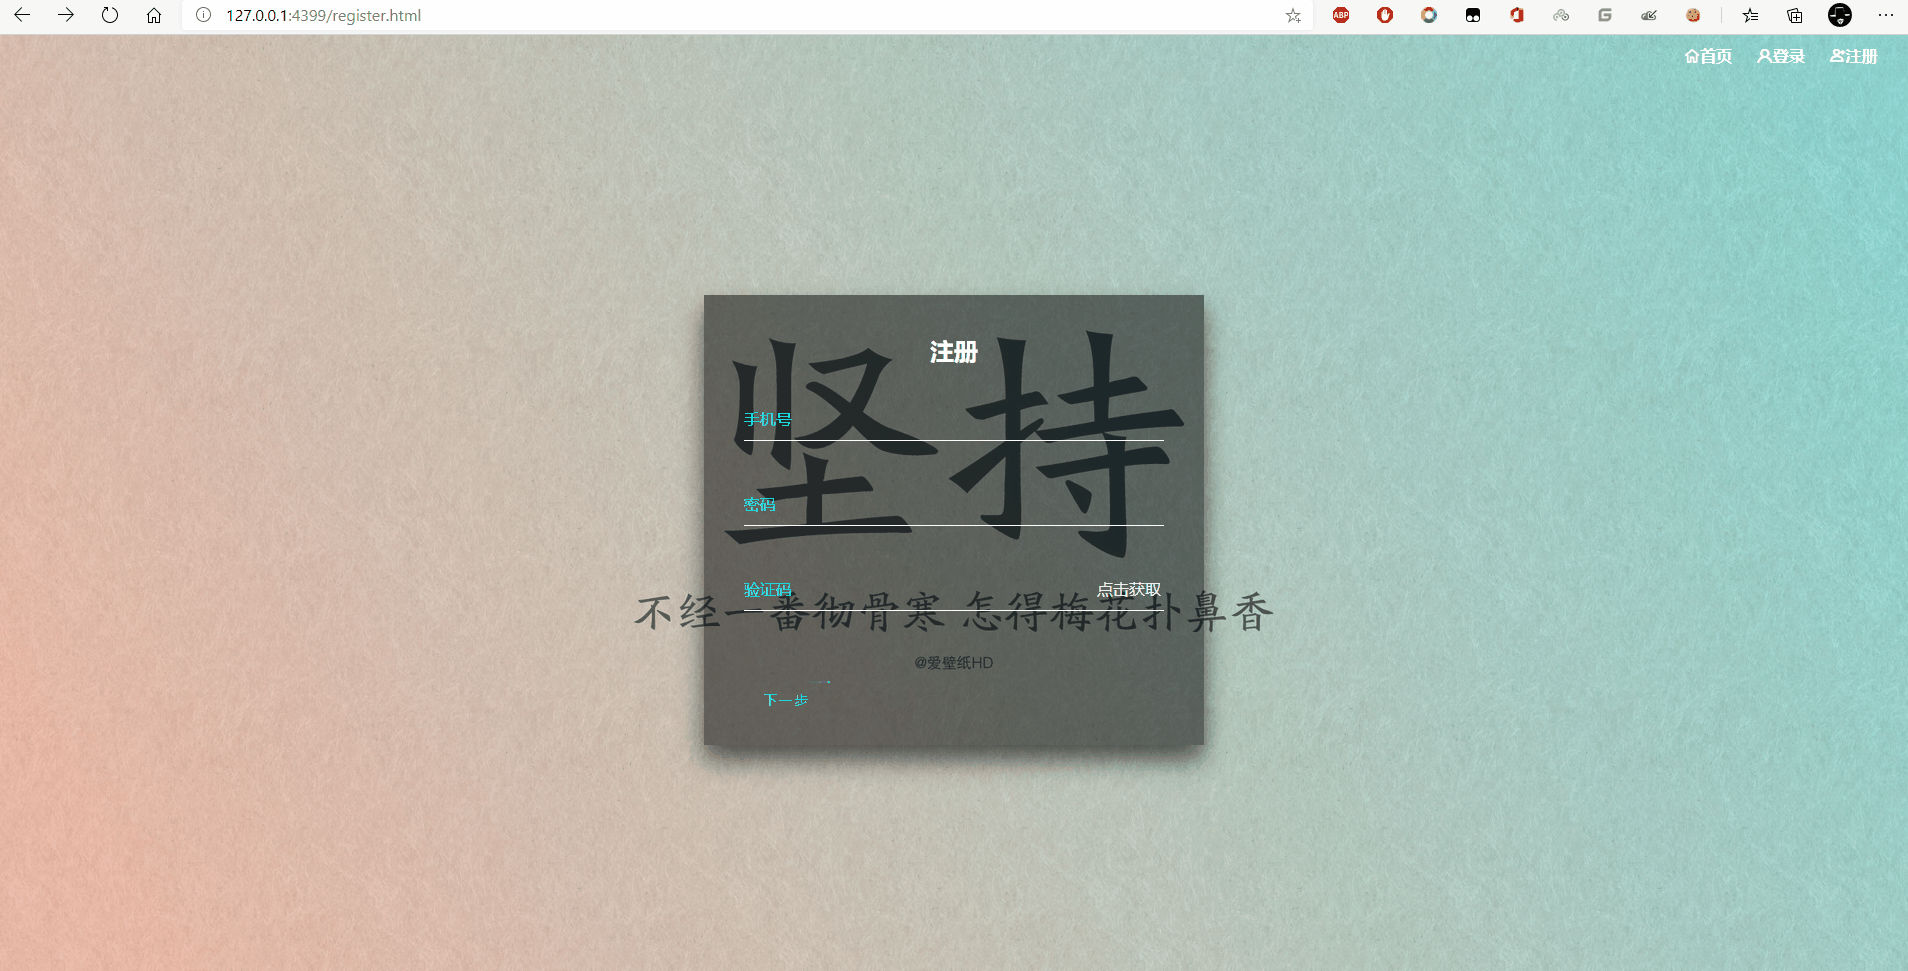 127.0.0.1:4399/register.html
ABP
首页 登录 注册
坚持
注册
手机号
密码
验证码 点击获取
不经一番彻骨寒 怎得梅花扑鼻香
@爱壁纸HD
下一步